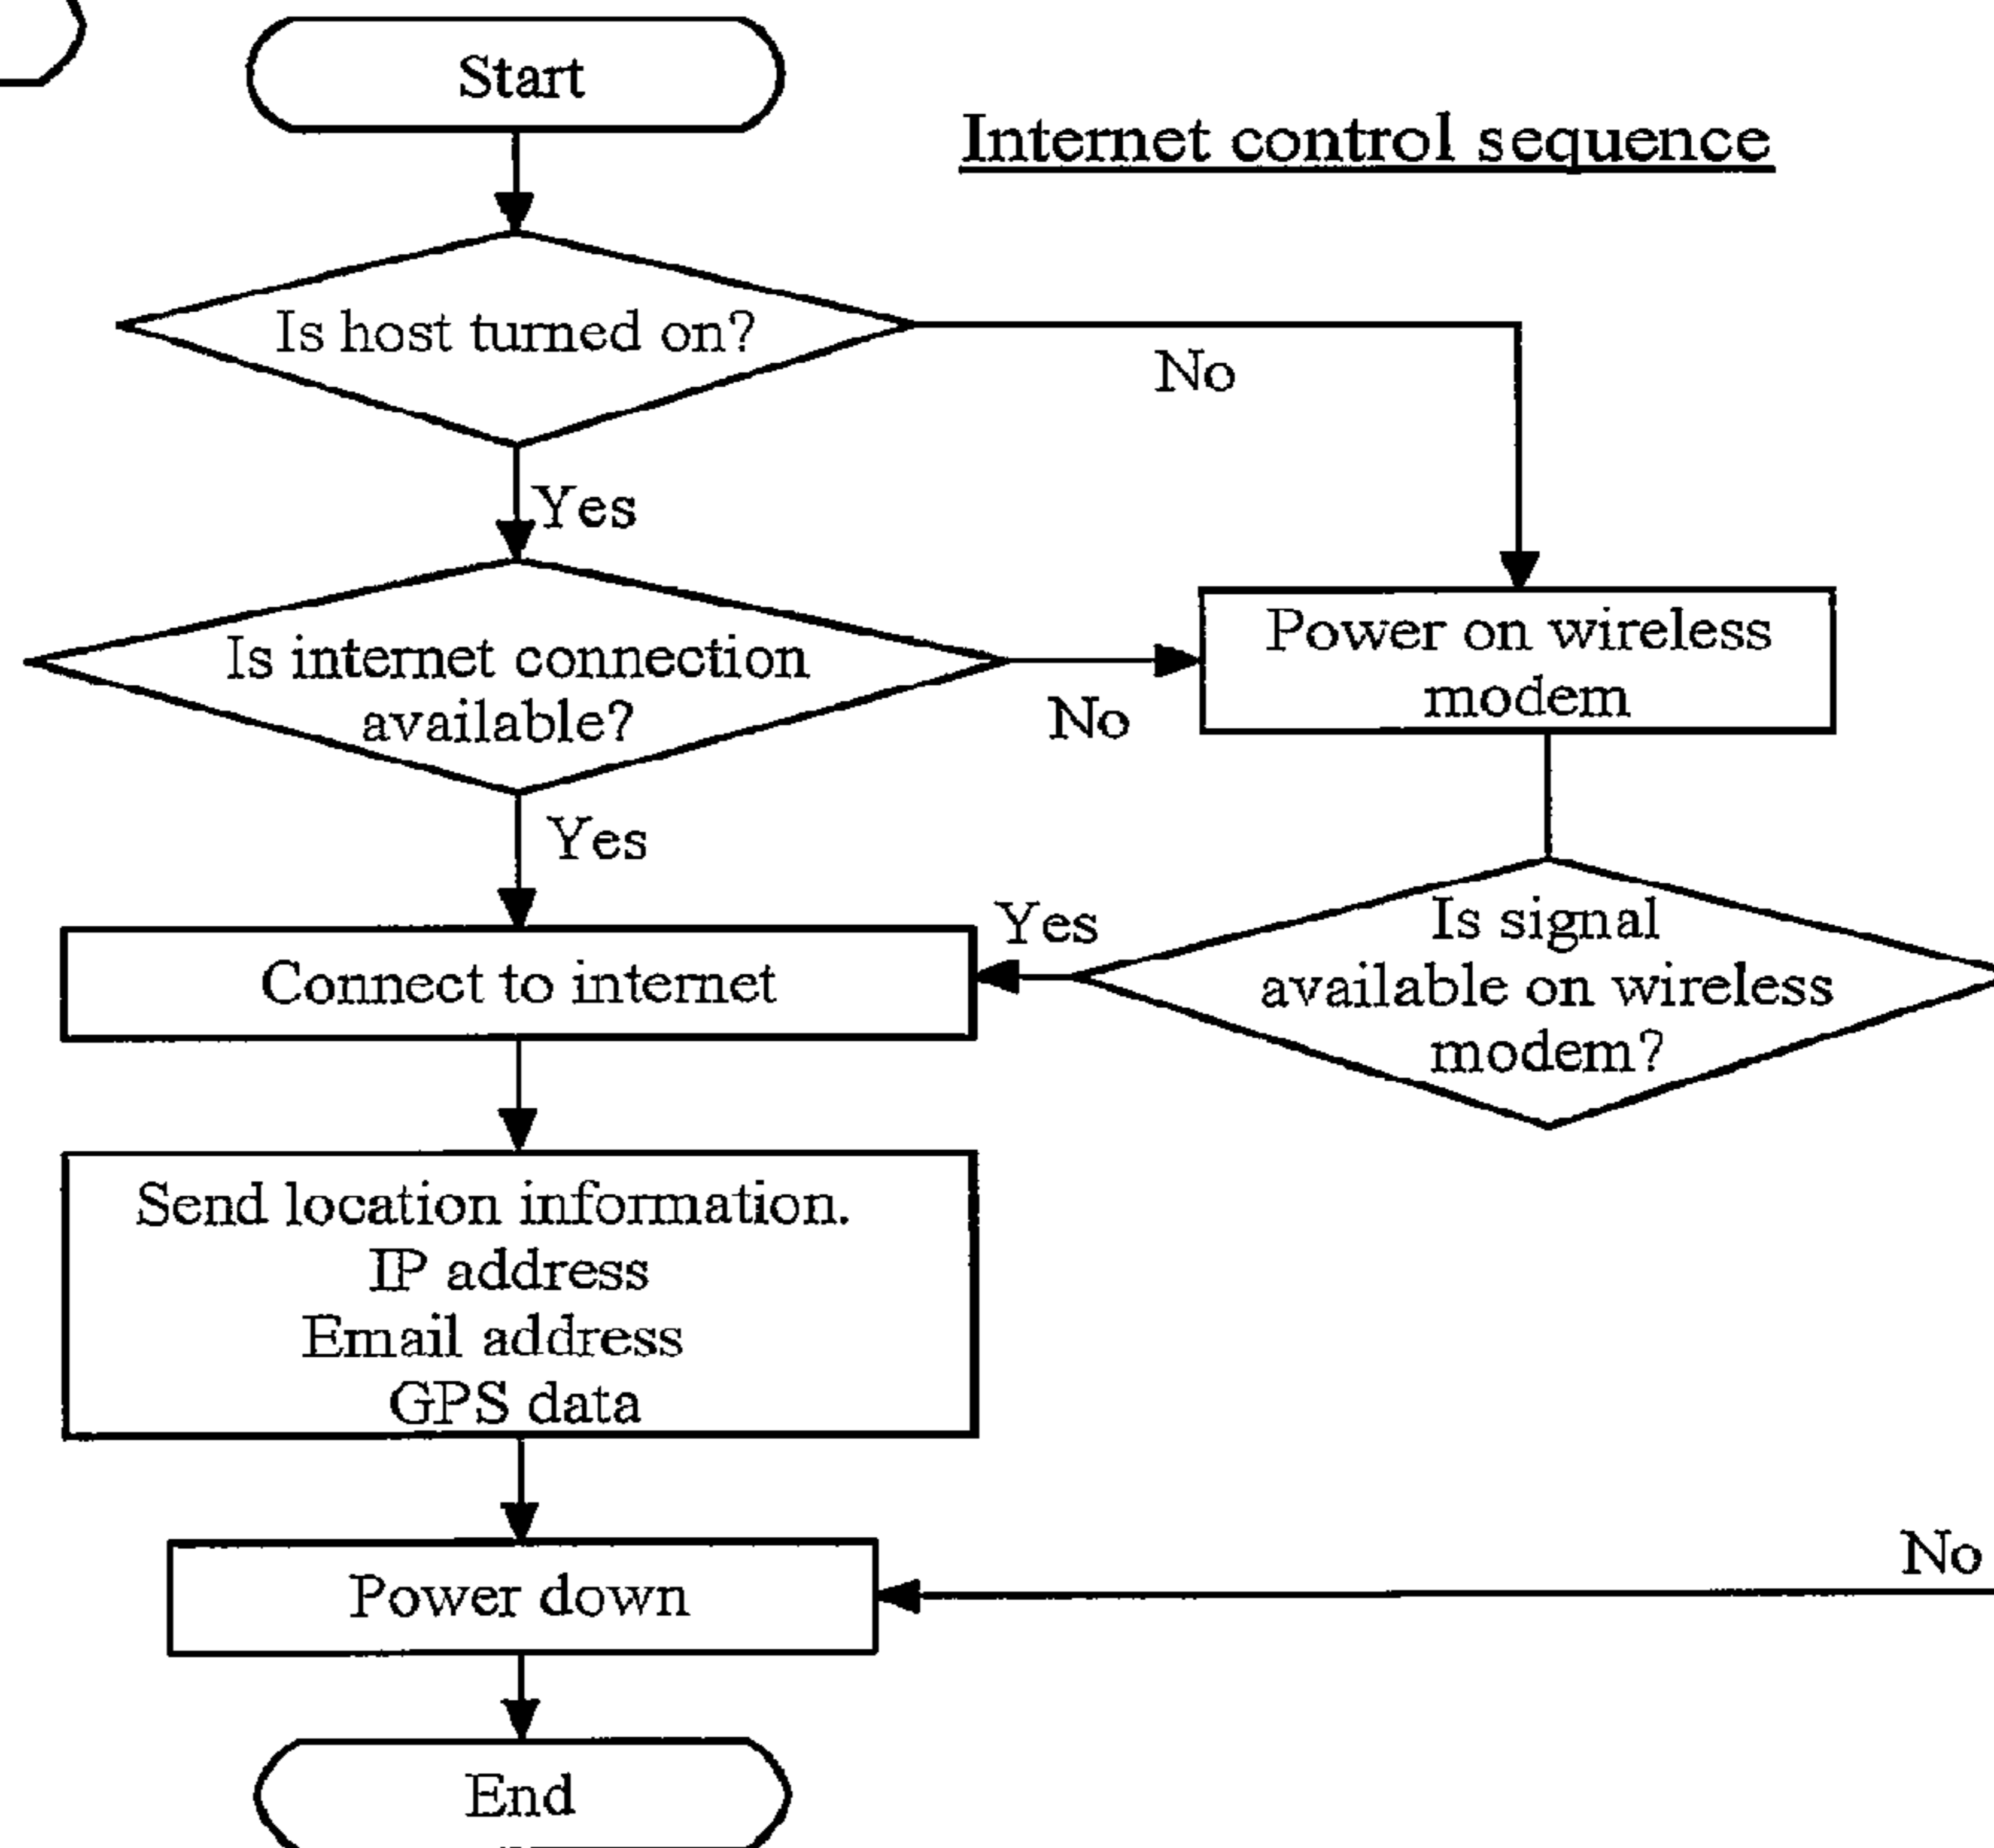 Start
Internet control sequence
Is host turned on?
No
Yes
Is internet connection
available?
No
Power on wireless
modem
Yes
Yes
Is signal
available on wireless
modem?
Connect to internet
Send location information.
IP address
Email address
GPS data
No
Power down
End